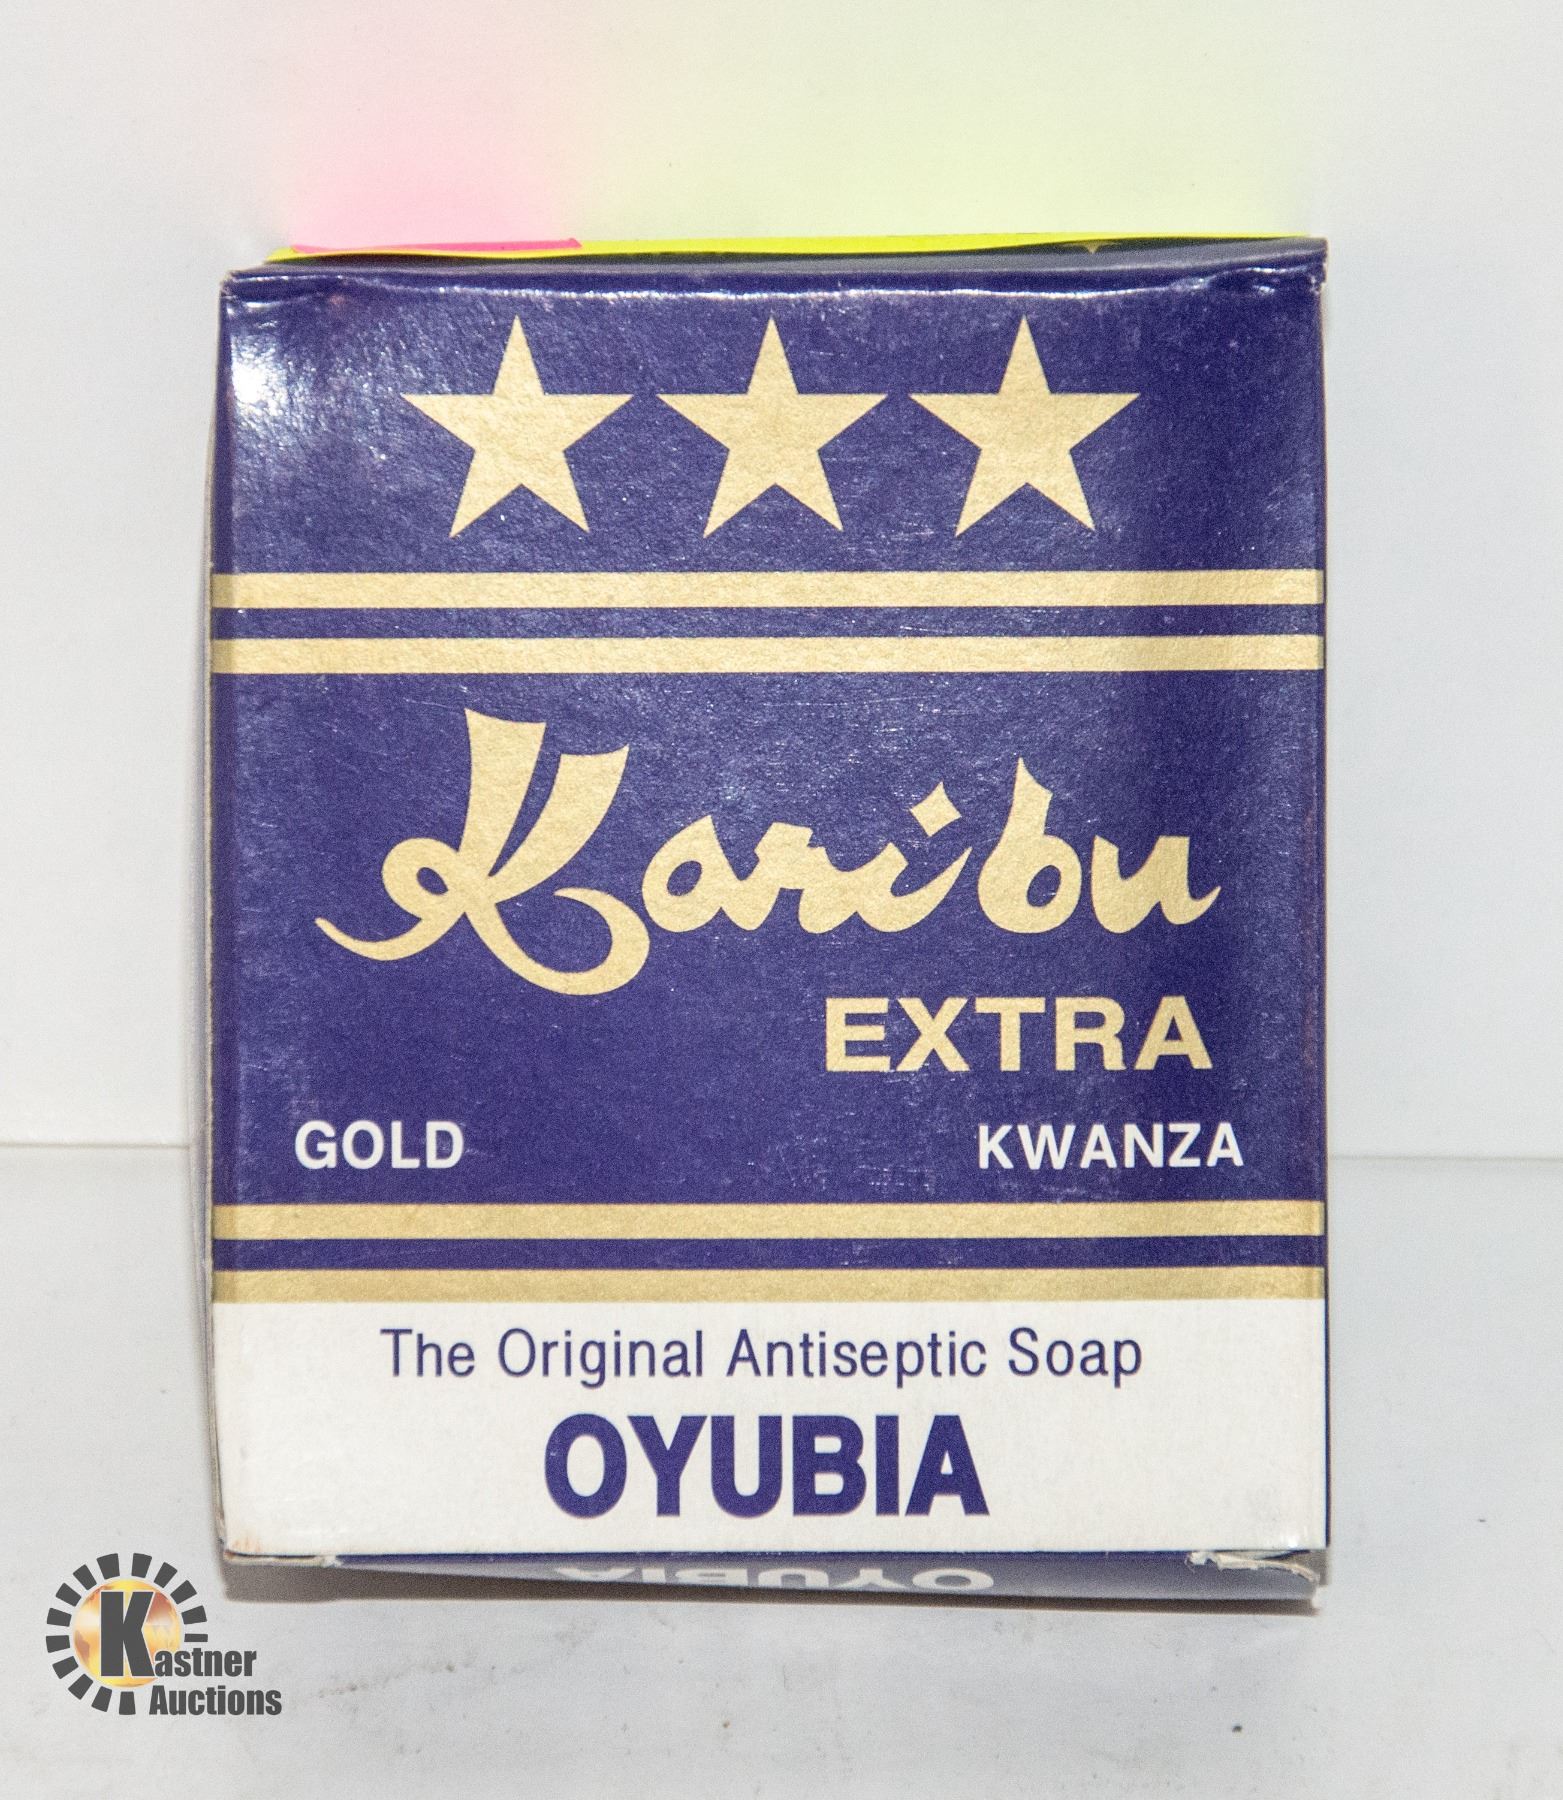 Karibu
EXTRA
GOLD KWANZA
The Original Antiseptic Soap
OYUBIA
OYUBIA
Kastner
Auctions